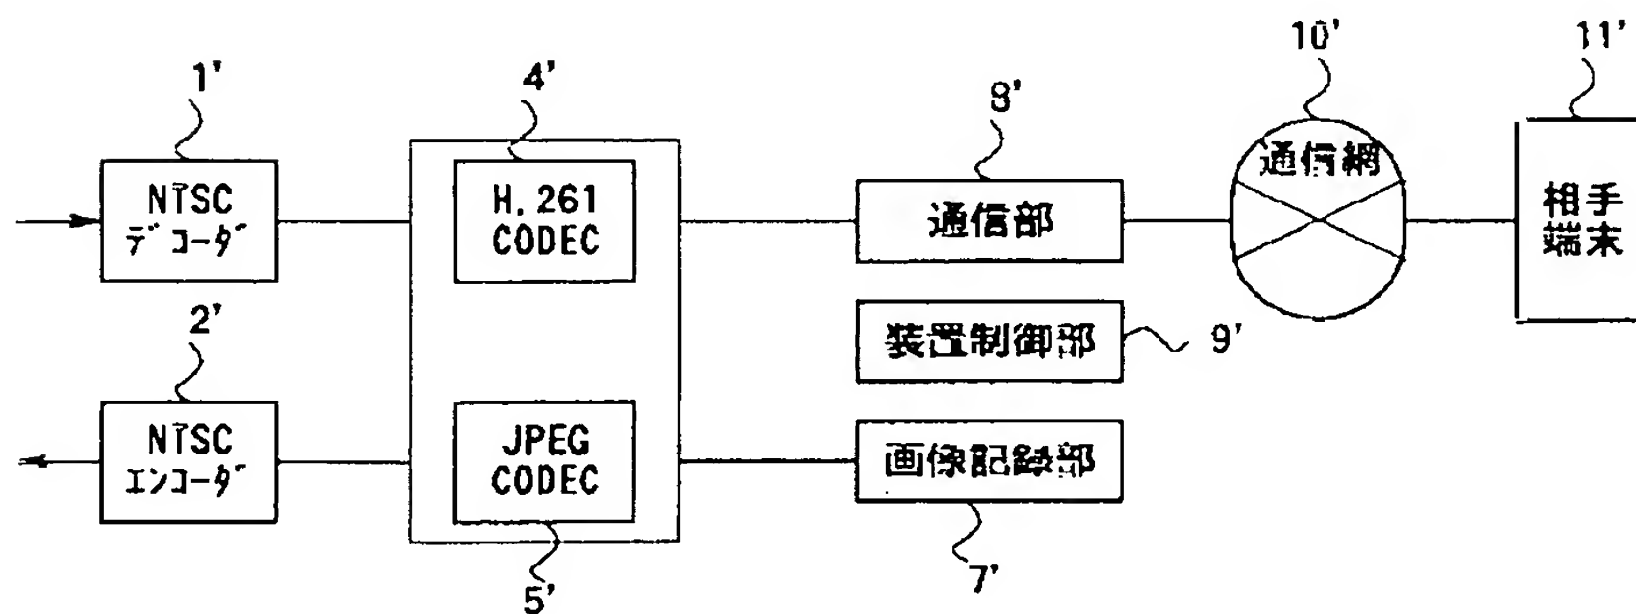 10'
11'
1'
4'
8'
通信網
NTSC
デコーダ
H.261
CODEC
通信部
相手
端末
2'
装置制御部
9'
NTSC
エンコーダ
JPEG
CODEC
画像記録部
7'
5'